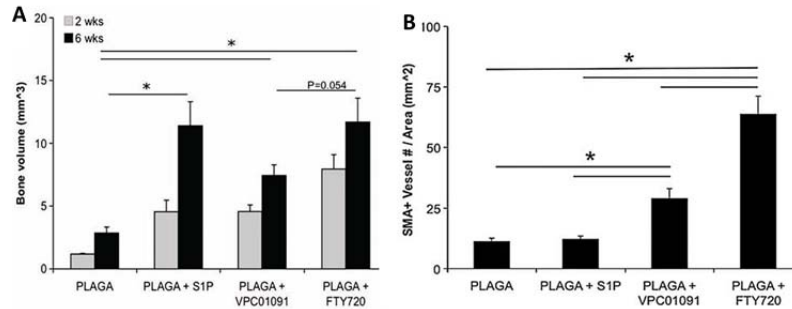 A
20
2 wks
6 wks
*
*
15
P=0.054
10
5
0
Bone volume (mm^3)
PLAGA
PLAGA + S1P
PLAGA +
VPC01091
PLAGA +
FTY720
B
100
*
75
50
*
25
0
SMA+ Vessel # / Area (mm^2)
PLAGA
PLAGA + S1P
PLAGA +
VPC01091
PLAGA +
FTY720